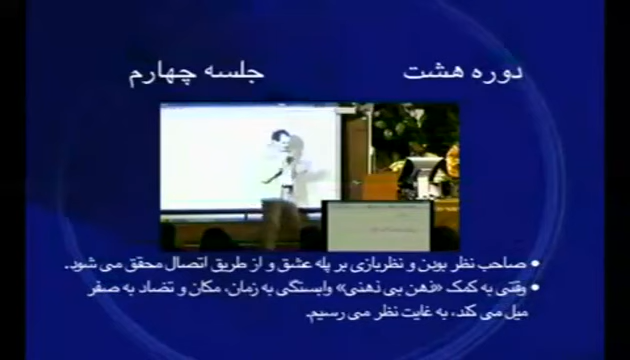 دوره هشت
جلسه چهارم
• صاحب نظر بودن و نظربازی بر پله عشق و از طریق اتصال محقق می شود.
• وقتی به کمک «ذهن بی ذهنی» وابستگی به زمان، مکان و تضاد به صفر
میل می کند، به غایت نظر می رسیم.